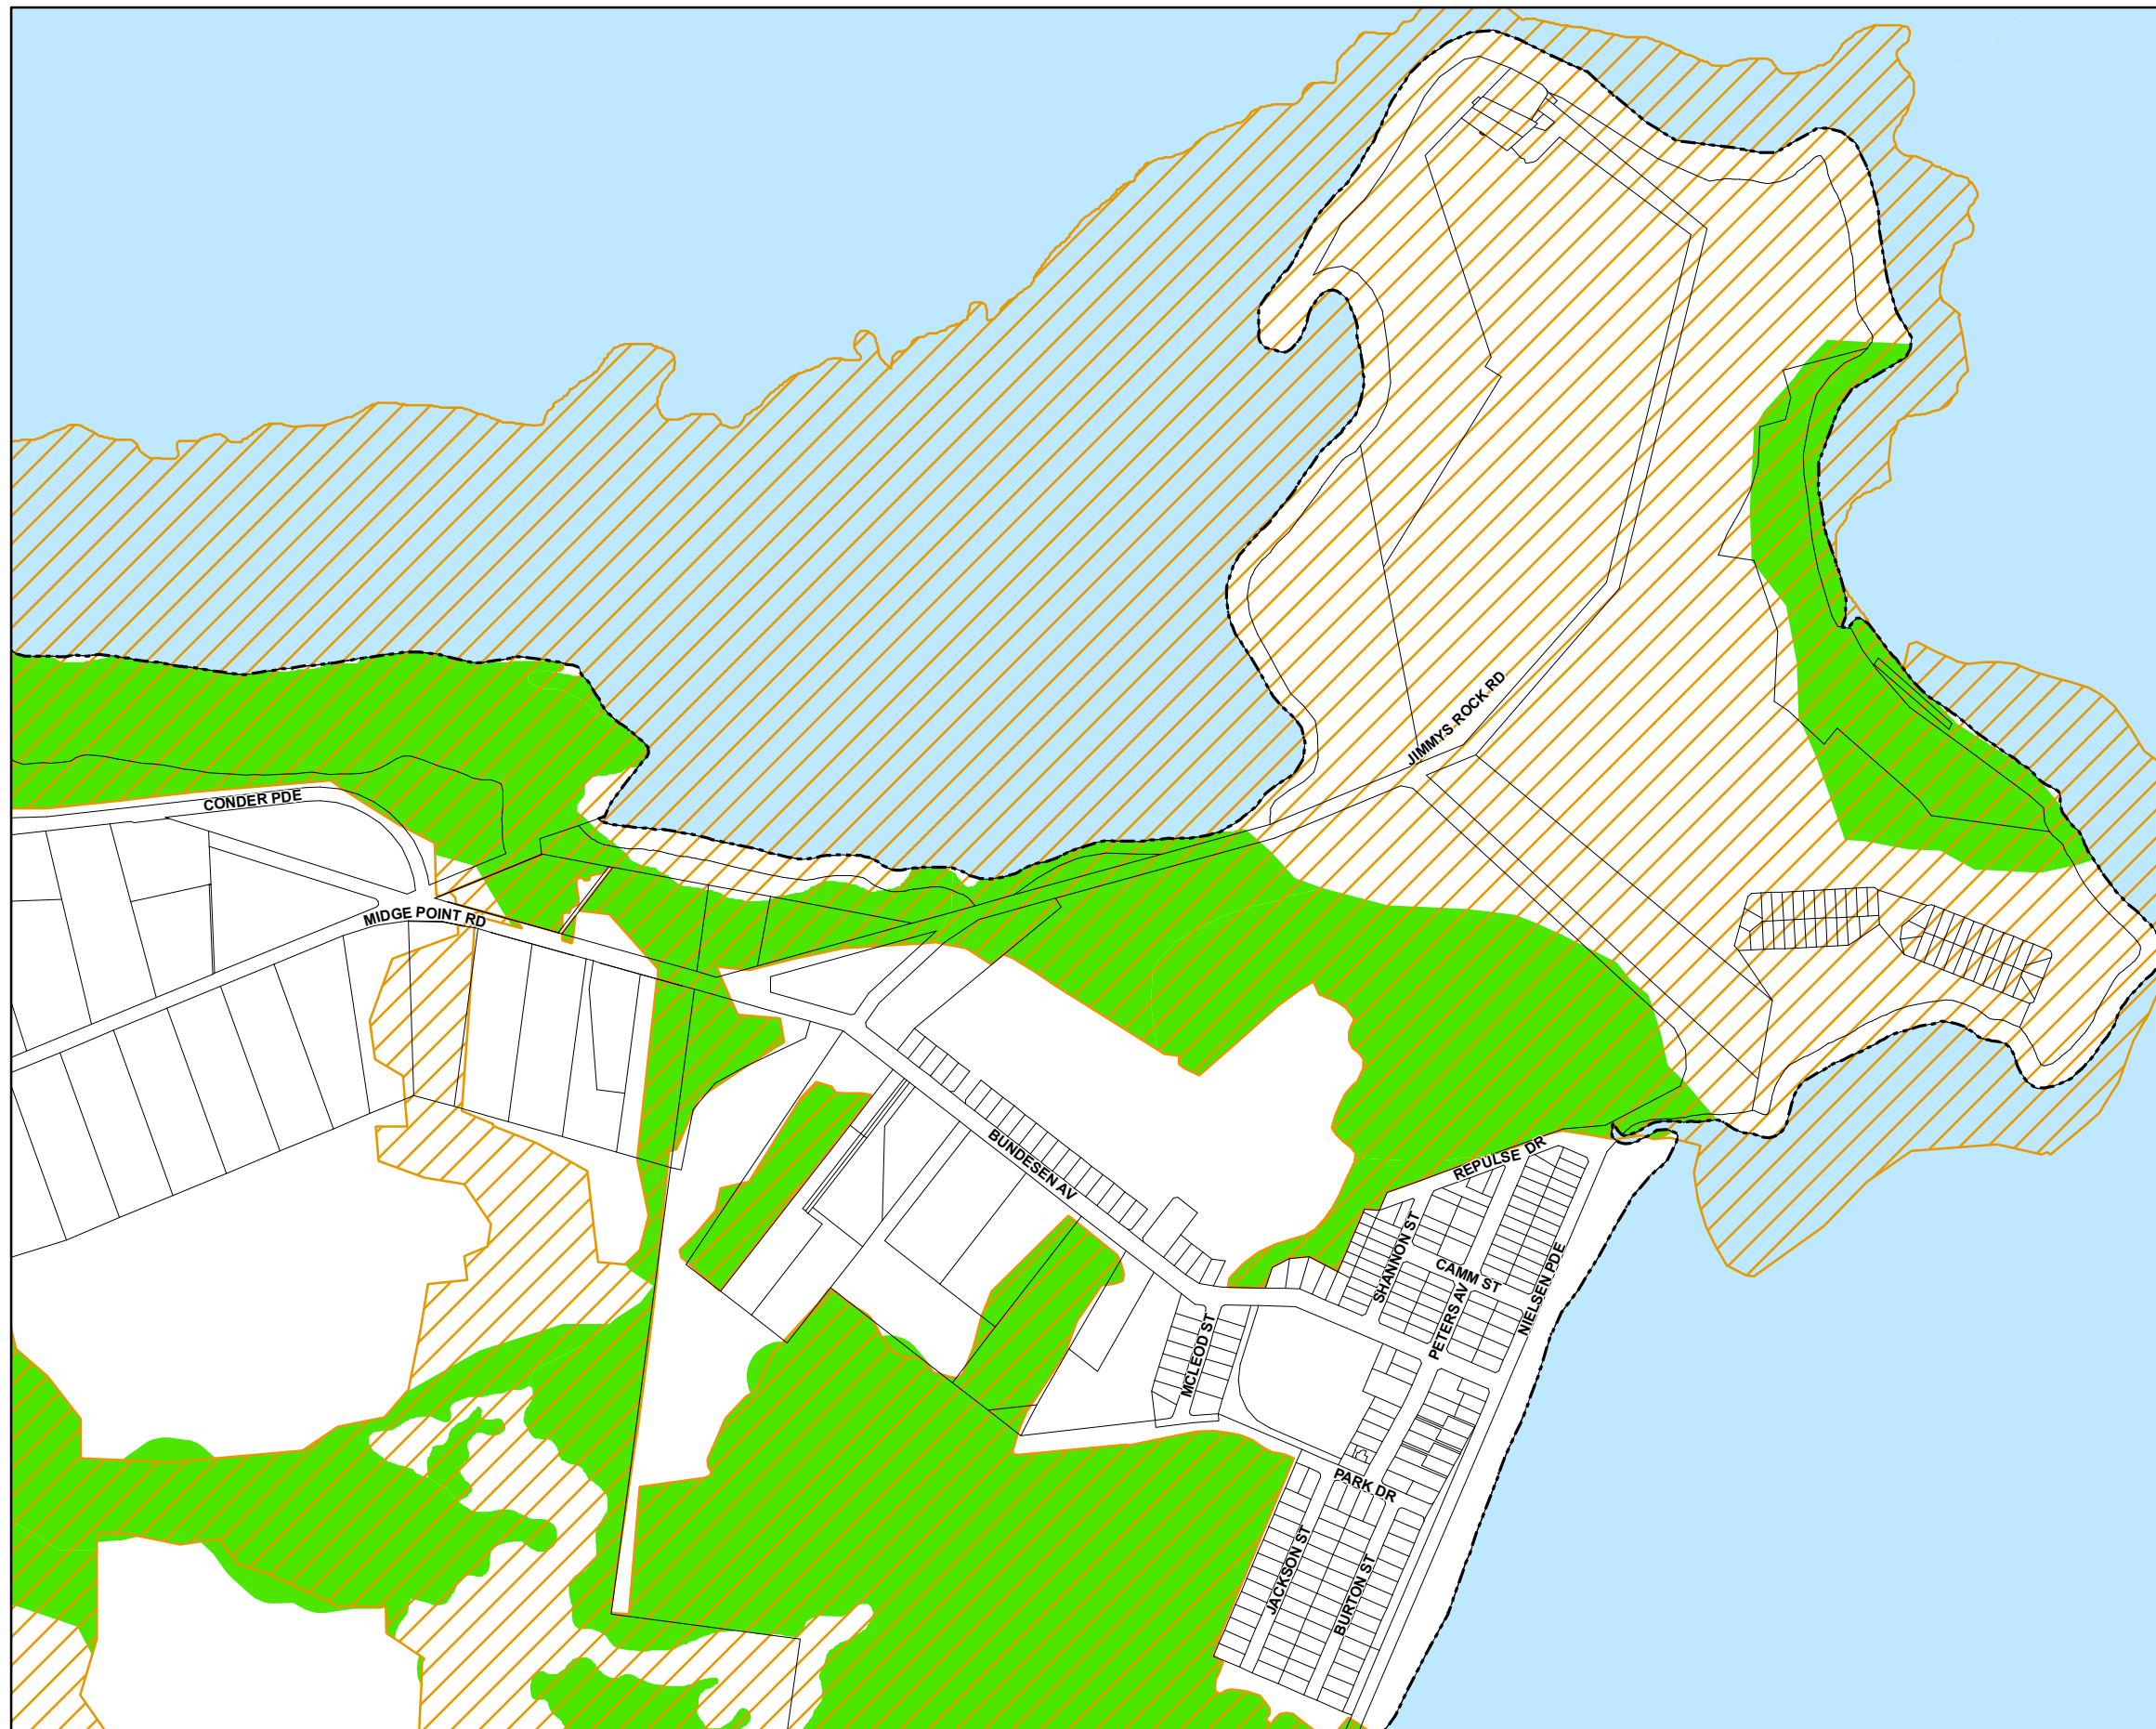 JIMMYS ROCK RD
CONDER PDE
MIDGE POINT RD
BUNDESEN AV
REPULSE DR
SHANNON ST
CAMM ST
NIELSEN PDE
PETERS AV
MCLEOD ST
PARK DR
JACKSON ST
BURTON ST